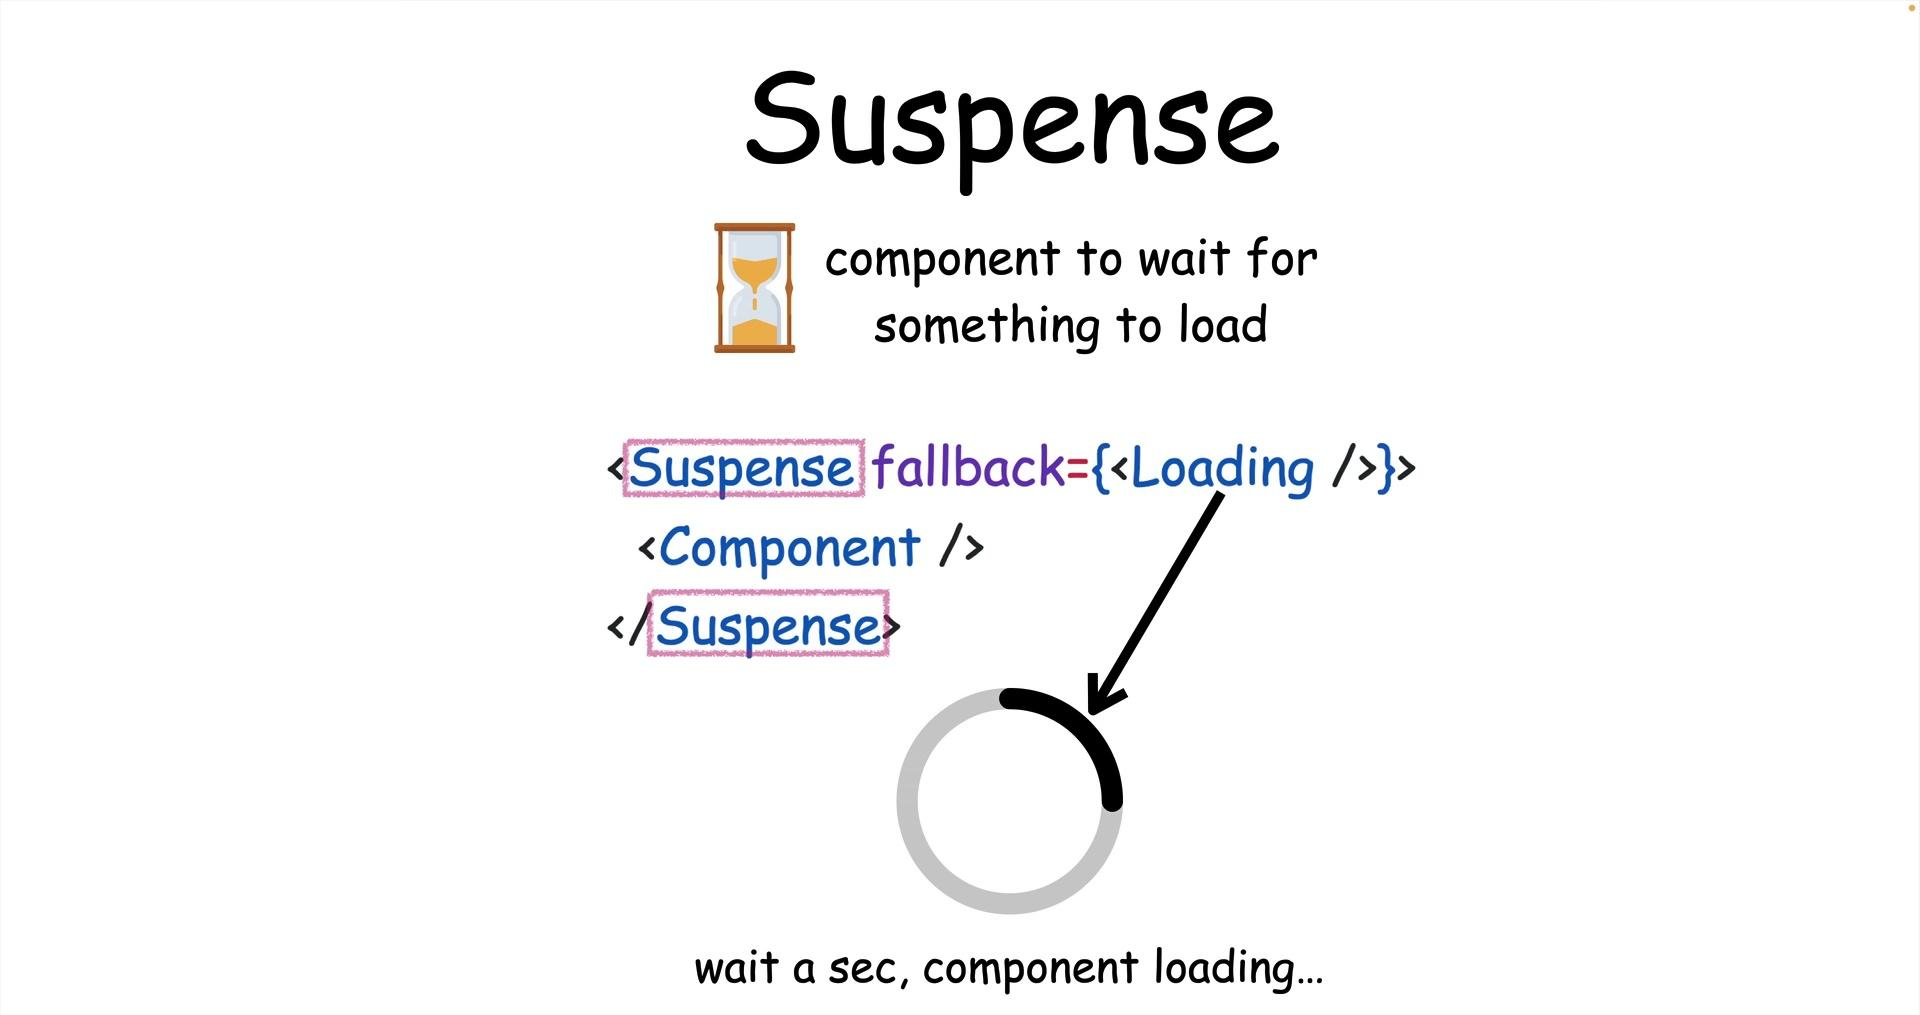 Suspense
component to wait for
something to load
<Suspense fallback={<Loading />}>
<Component />
</Suspense>
wait a sec, component loading...